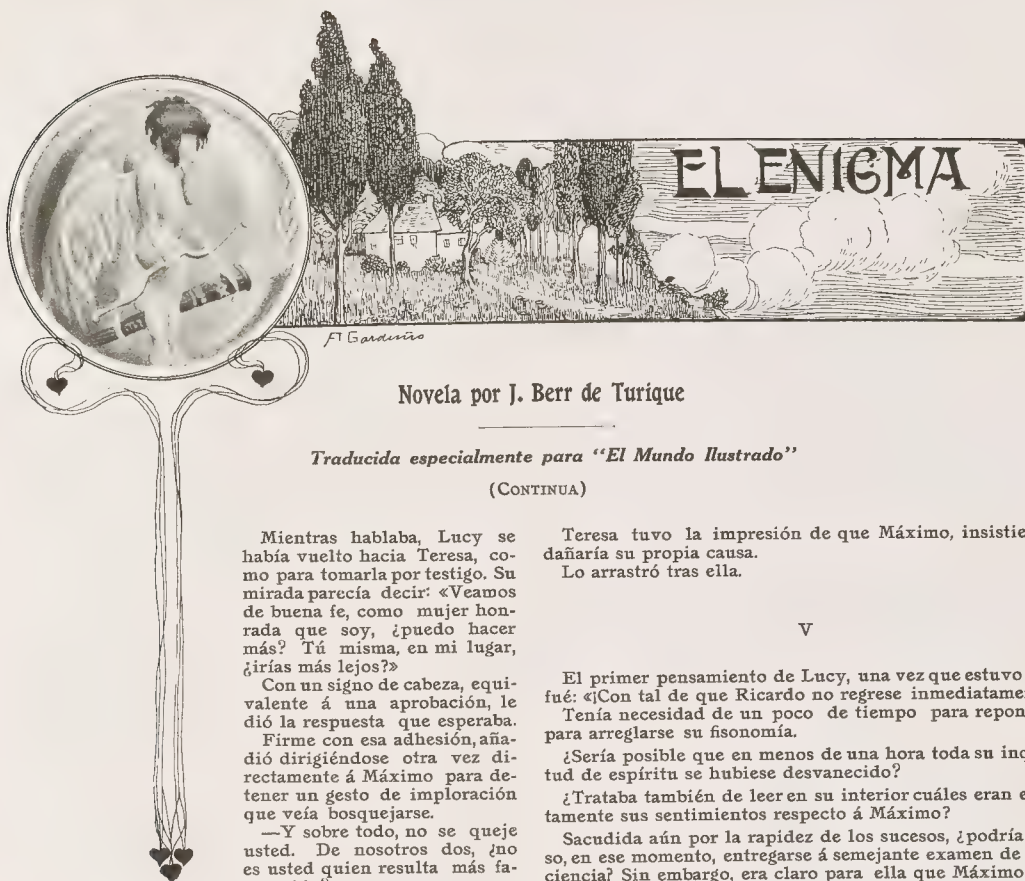 EL ENIGMA
Novela por J. Berr de Turique
Traducida especialmente para "El Mundo Ilustrado"
(CONTINUA)
Mientras hablaba, Lucy se
había vuelto hacia Teresa, co-
mo para tomarla por testigo. Su
mirada parecía decir: «Veamos
de buena fe, como mujer hon-
rada que soy, ¿puedo hacer
más? Tú misma, en mi lugar,
¿irías más lejos?»
Con un signo de cabeza, equi-
valente á una aprobación, le
dió la respuesta que esperaba.
Firme con esa adhesión, aña-
dió dirigiéndose otra vez di-
rectamente á Máximo para de-
tener un gesto de imploración
que veía bosquejarse.
—Y sobre todo, no se queje
usted. De nosotros dos, ¿no
es usted quien resulta más fa-
Teresa tuvo la impresión de que Máximo, insistie
dañaría su propia causa.
Lo arrastró tras ella.
V
El primer pensamiento de Lucy, una vez que estuvo
fué: «¡Con tal de que Ricardo no regrese inmediatame
Tenía necesidad de un poco de tiempo para repon
para arreglarse su fisonomía.
¿Sería posible que en menos de una hora toda su inq
tud de espíritu se hubiese desvanecido?
¿Trataba también de leer en su interior cuáles eran e
tamente sus sentimientos respecto á Máximo?
Sacudida aún por la rapidez de los sucesos, ¿podría
so, en ese momento, entregarse á semejante examen de
ciencia? Sin embargo, era claro para ella que Máximo